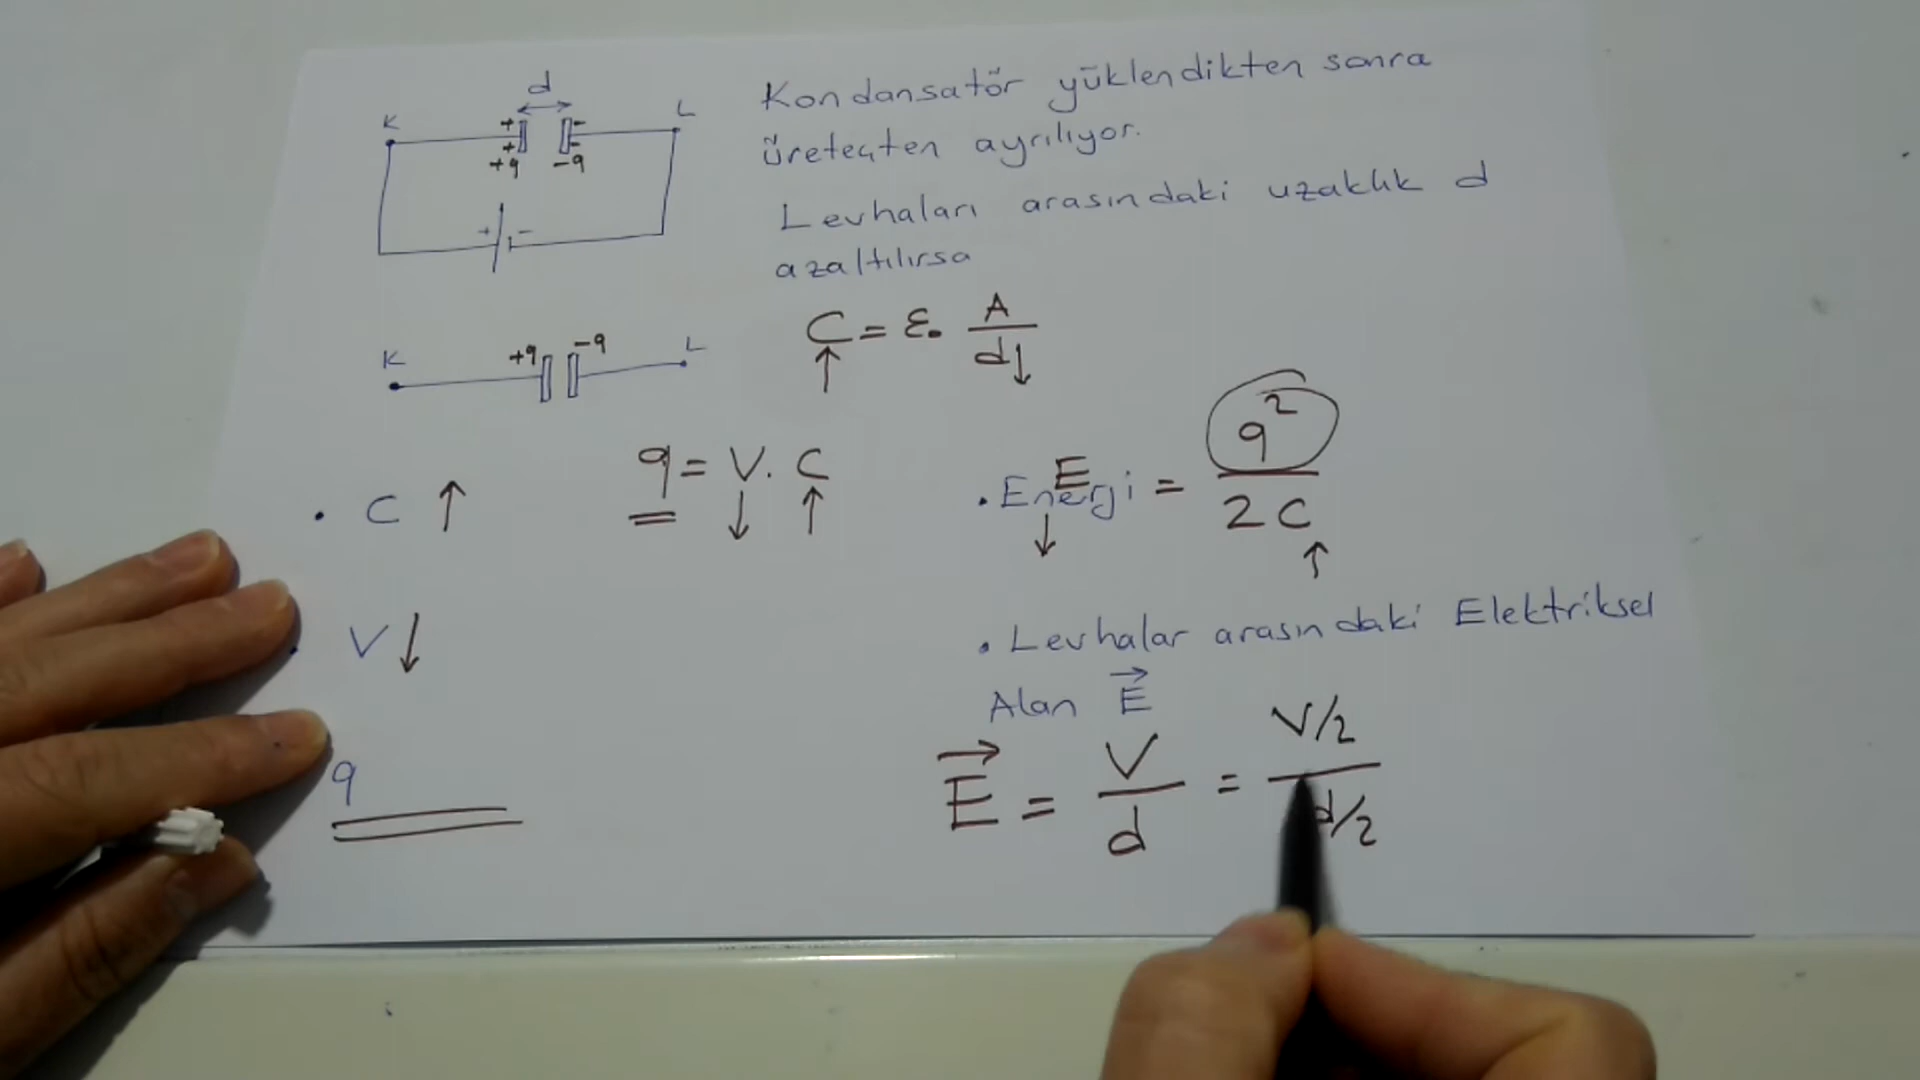 d
K
L
+
-
+
-
+q
-q
+
-
Kondansatör yüklendikten sonra
üreteçten ayrılıyor.
Levhaları arasındaki uzaklık d
azaltılırsa
K
+q
-q
L
C = ε₀ A/d↓
↑
• C ↑
q = V. C
↓ ↑
• Energi = q²/2C
E
↓
↑
• V↓
q
• Levhalar arasındaki Elektriksel
Alan E→
E→ = V/d = V/2 / d/2